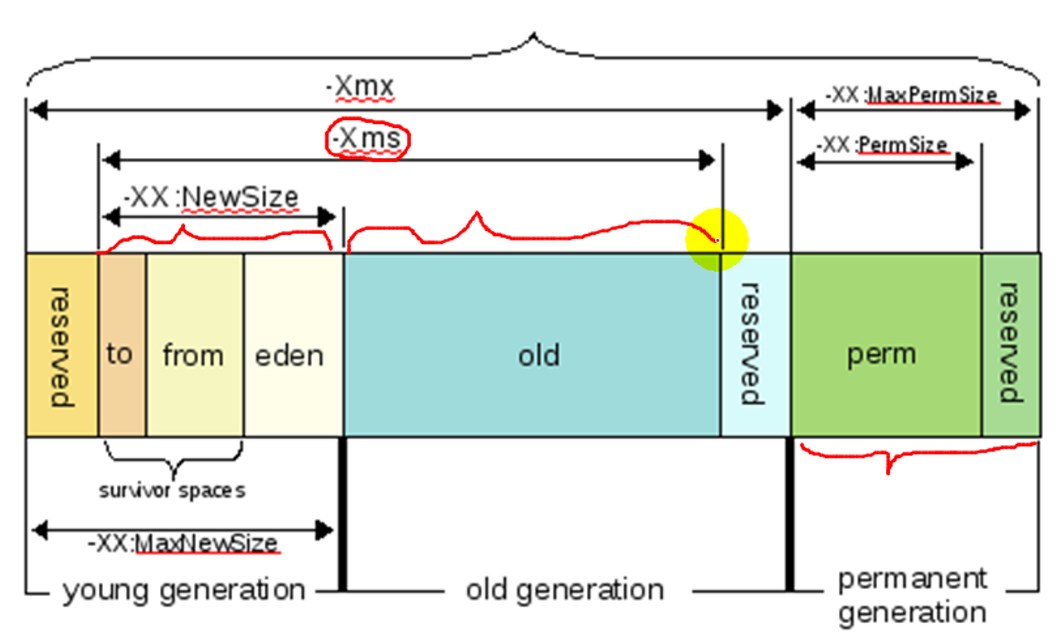 -Xmx
-XX:MaxPermSize
-Xms
-XX:PermSize
-XX:NewSize
reserved
to
from
eden
old
reserved
perm
reserved
survivor spaces
-XX:MaxNewSize
young generation
old generation
permanent
generation